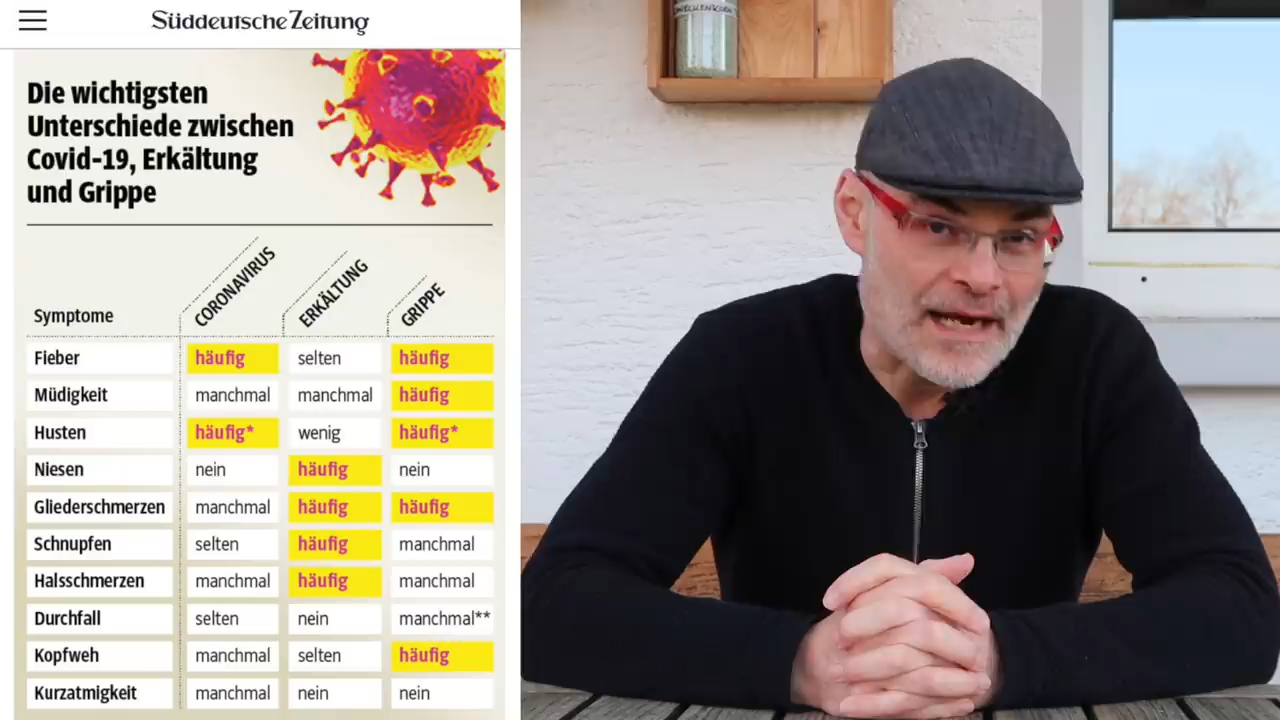 Süddeutsche Zeitung
Die wichtigsten
Unterschiede zwischen
Covid-19, Erkältung
und Grippe
Symptome CORONAVIRUS ERKÄLTUNG GRIPPE
Fieber häufig selten häufig
Müdigkeit manchmal manchmal häufig
Husten häufig* wenig häufig*
Niesen nein häufig nein
Gliederschmerzen manchmal häufig häufig
Schnupfen selten häufig manchmal
Halsschmerzen manchmal häufig manchmal
Durchfall selten nein manchmal**
Kopfweh manchmal selten häufig
Kurzatmigkeit manchmal nein nein